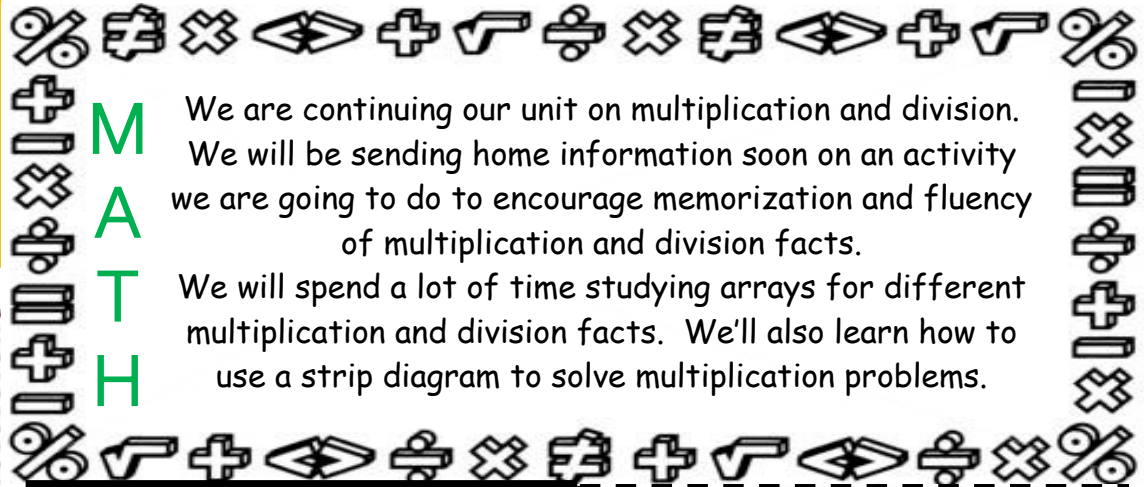 MATH
We are continuing our unit on multiplication and division.
We will be sending home information soon on an activity
we are going to do to encourage memorization and fluency
of multiplication and division facts.
We will spend a lot of time studying arrays for different
multiplication and division facts.  We'll also learn how to
use a strip diagram to solve multiplication problems.